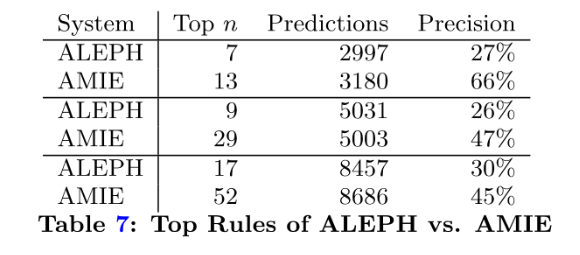 System Top n Predictions Precision
ALEPH 7 2997 27%
AMIE 13 3180 66%
ALEPH 9 5031 26%
AMIE 29 5003 47%
ALEPH 17 8457 30%
AMIE 52 8686 45%
Table 7: Top Rules of ALEPH vs. AMIE